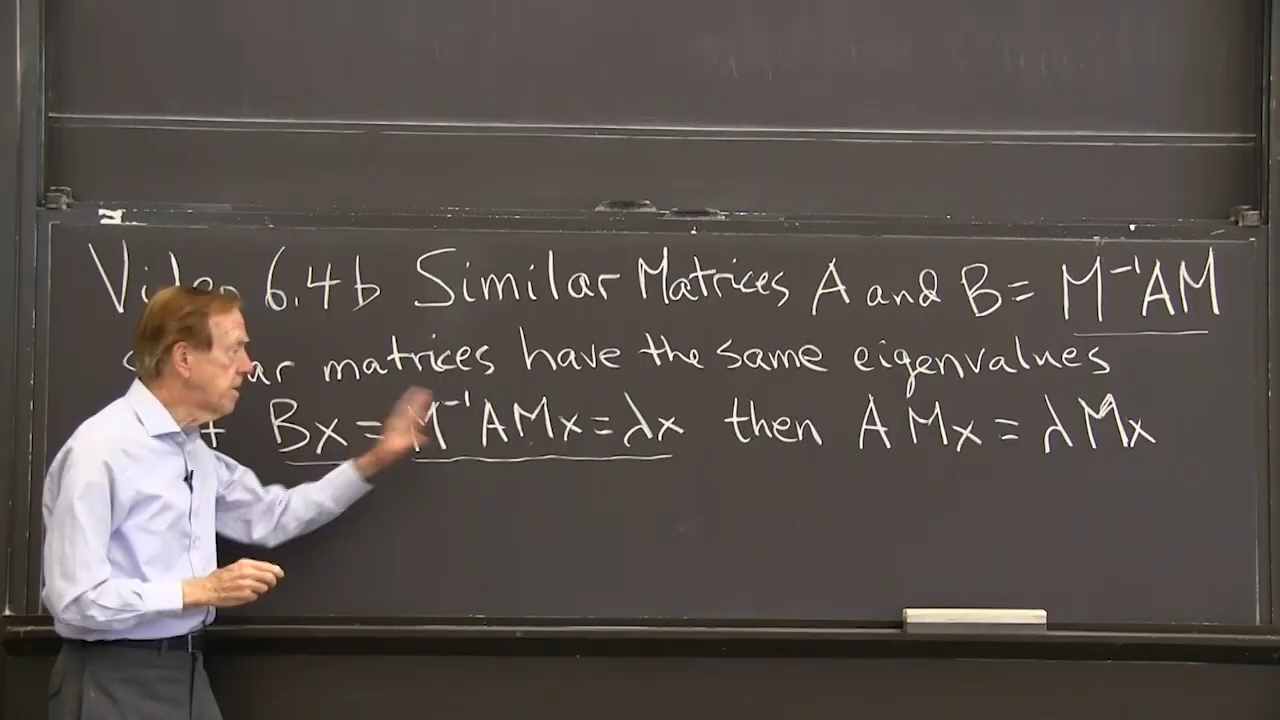 6.4b Similar Matrices A and B = M⁻¹AM
matrices have the same eigenvalues
Bx = M⁻¹AMx = λx then AMx = λMx